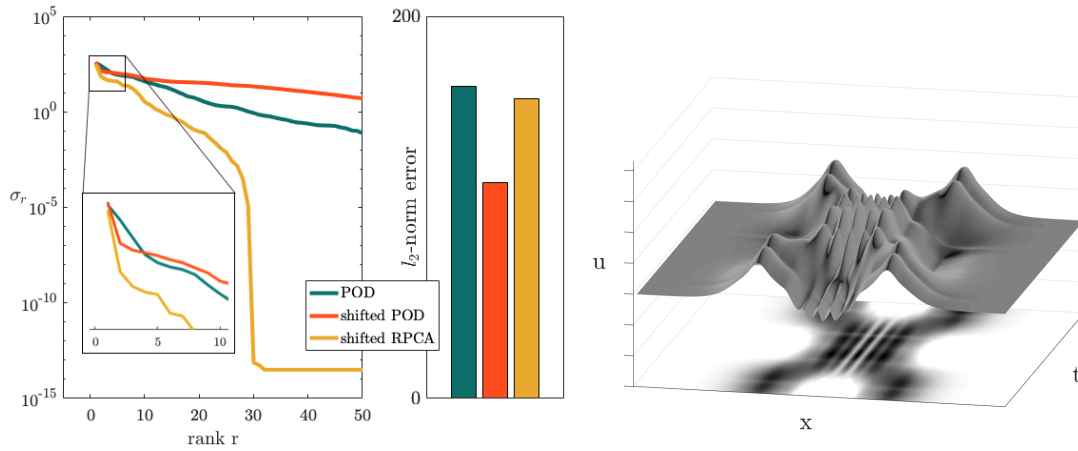 10^5
10^0
10^-5
10^-10
10^-15
σ_r
0 5 10
0 10 20 30 40 50
rank r
POD
shifted POD
shifted RPCA
200
0
l_2-norm error
u
x
t